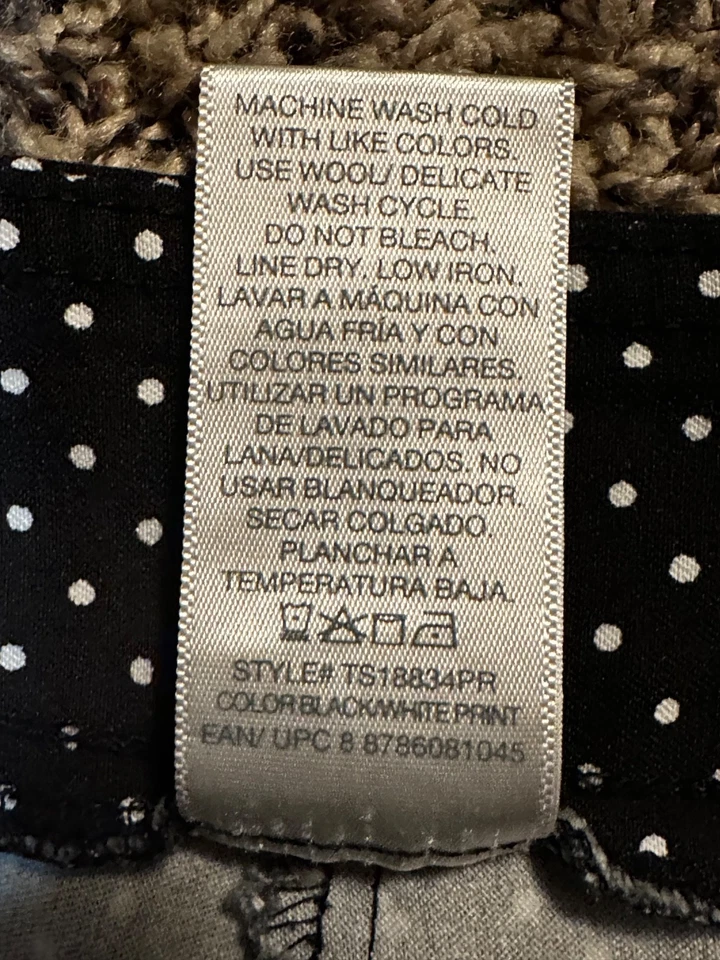 MACHINE WASH COLD
WITH LIKE COLORS.
USE WOOL/ DELICATE
WASH CYCLE.
DO NOT BLEACH.
LINE DRY. LOW IRON.
LAVAR A MÁQUINA CON
AGUA FRÍA Y CON
COLORES SIMILARES.
UTILIZAR UN PROGRAMA
DE LAVADO PARA
LANA/DELICADOS. NO
USAR BLANQUEADOR.
SECAR COLGADO.
PLANCHAR A
TEMPERATURA BAJA.
STYLE# TS18834PR
COLOR BLACK/WHITE PRINT
EAN/ UPC 8 8786081045